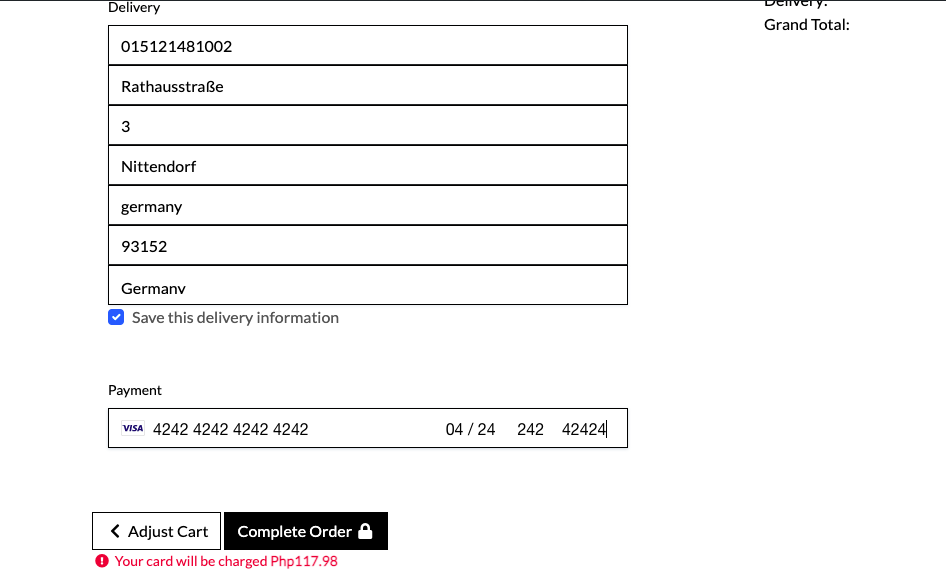 Delivery
Delivery:
Grand Total:
015121481002
Rathausstraße
3
Nittendorf
germany
93152
Germany
Save this delivery information
Payment
VISA 4242 4242 4242 4242 04 / 24 242 42424
Adjust Cart Complete Order
Your card will be charged Php117.98